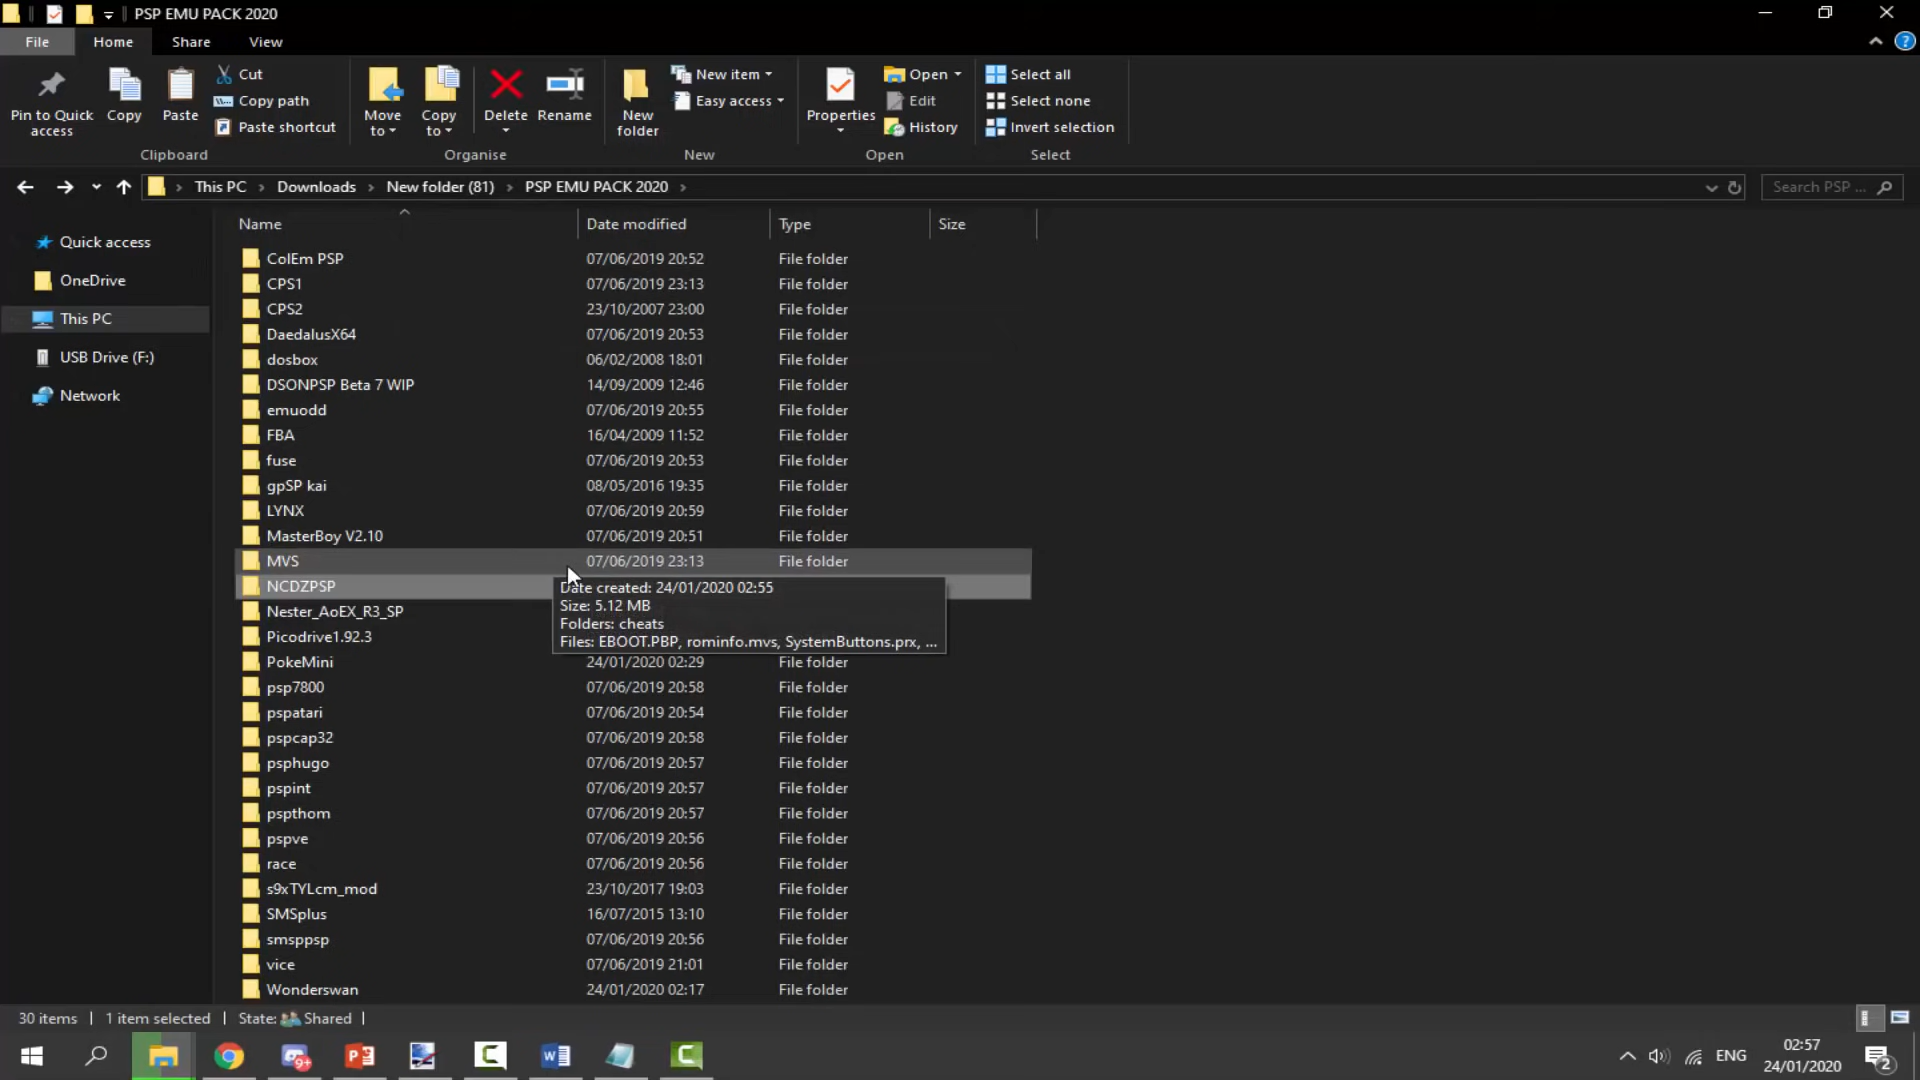 PSP EMU PACK 2020
File Home Share View
Pin to Quick access
Copy
Paste
Cut
Copy path
Paste shortcut
Clipboard
Move to
Copy to
Delete
Rename
Organise
New folder
New item
Easy access
New
Properties
Open
Edit
History
Open
Select all
Select none
Invert selection
Select
This PC > Downloads > New folder (81) > PSP EMU PACK 2020 >
Search PSP ...
Quick access
OneDrive
This PC
USB Drive (F:)
Network
Name Date modified Type Size
ColEm PSP 07/06/2019 20:52 File folder
CPS1 07/06/2019 23:13 File folder
CPS2 23/10/2007 23:00 File folder
DaedalusX64 07/06/2019 20:53 File folder
dosbox 06/02/2008 18:01 File folder
DSONPSP Beta 7 WIP 14/09/2009 12:46 File folder
emuodd 07/06/2019 20:55 File folder
FBA 16/04/2009 11:52 File folder
fuse 07/06/2019 20:53 File folder
gpSP kai 08/05/2016 19:35 File folder
LYNX 07/06/2019 20:59 File folder
MasterBoy V2.10 07/06/2019 20:51 File folder
MVS 07/06/2019 23:13 File folder
NCDZPSP
Date created: 24/01/2020 02:55
Size: 5.12 MB
Folders: cheats
Files: EBOOT.PBP, rominfo.mvs, SystemButtons.prx, ...
Nester_AoEX_R3_SP
Picodrive1.92.3
PokeMini 24/01/2020 02:29 File folder
psp7800 07/06/2019 20:58 File folder
pspatari 07/06/2019 20:54 File folder
pspcap32 07/06/2019 20:58 File folder
psphugo 07/06/2019 20:57 File folder
pspint 07/06/2019 20:57 File folder
pspthom 07/06/2019 20:57 File folder
pspve 07/06/2019 20:56 File folder
race 07/06/2019 20:56 File folder
s9xTYLcm_mod 23/10/2017 19:03 File folder
SMSplus 16/07/2015 13:10 File folder
smsppsp 07/06/2019 20:56 File folder
vice 07/06/2019 21:01 File folder
Wonderswan 24/01/2020 02:17 File folder
30 items | 1 item selected | State: Shared |
ENG
02:57
24/01/2020
2